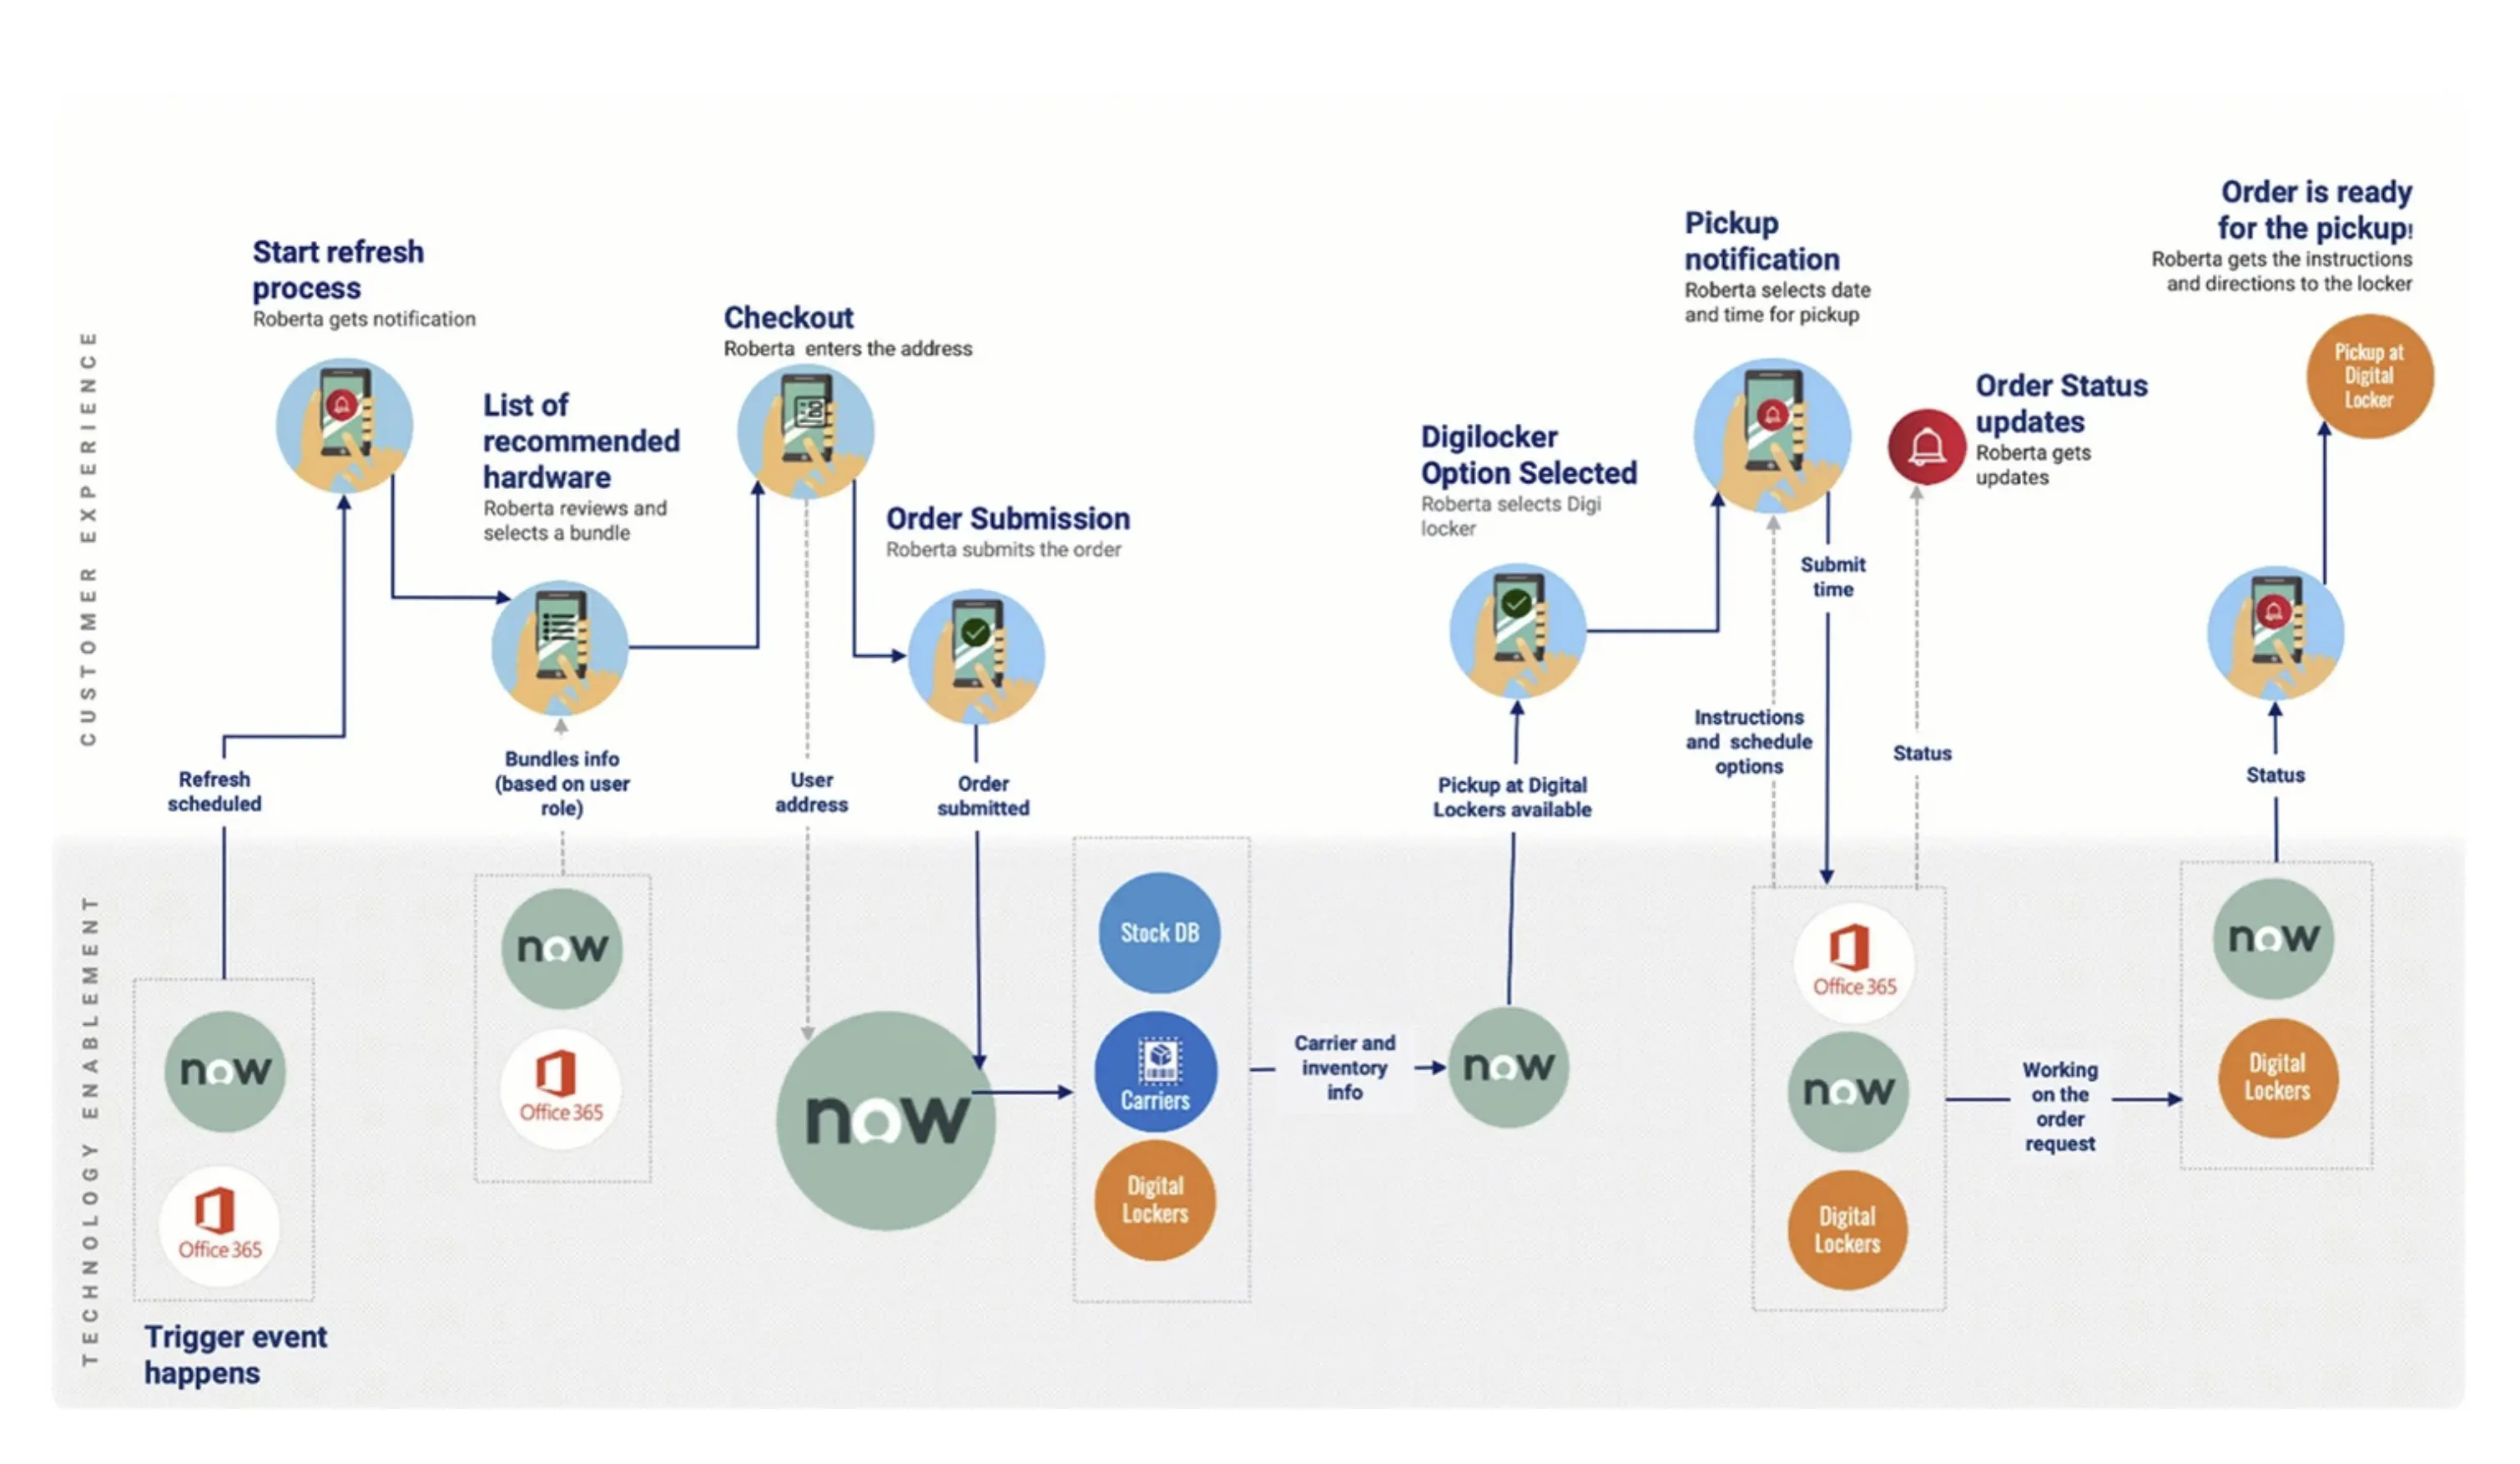 CUSTOMER EXPERIENCE
TECHNOLOGY ENABLEMENT
Start refresh
process
Roberta gets notification
List of
recommended
hardware
Roberta reviews and
selects a bundle
Checkout
Roberta enters the address
Order Submission
Roberta submits the order
Digilocker
Option Selected
Roberta selects Digi
locker
Pickup
notification
Roberta selects date
and time for pickup
Order Status
updates
Roberta gets
updates
Order is ready
for the pickup!
Roberta gets the instructions
and directions to the locker
Pickup at
Digital
Locker
Refresh
scheduled
Bundles info
(based on user
role)
User
address
Order
submitted
Pickup at Digital
Lockers available
Instructions
and schedule
options
Submit
time
Status
Status
now
Office 365
Trigger event
happens
now
Office 365
now
Stock DB
Carriers
Digital
Lockers
Carrier and
inventory
info
now
Office 365
now
Digital
Lockers
Working
on the
order
request
now
Digital
Lockers